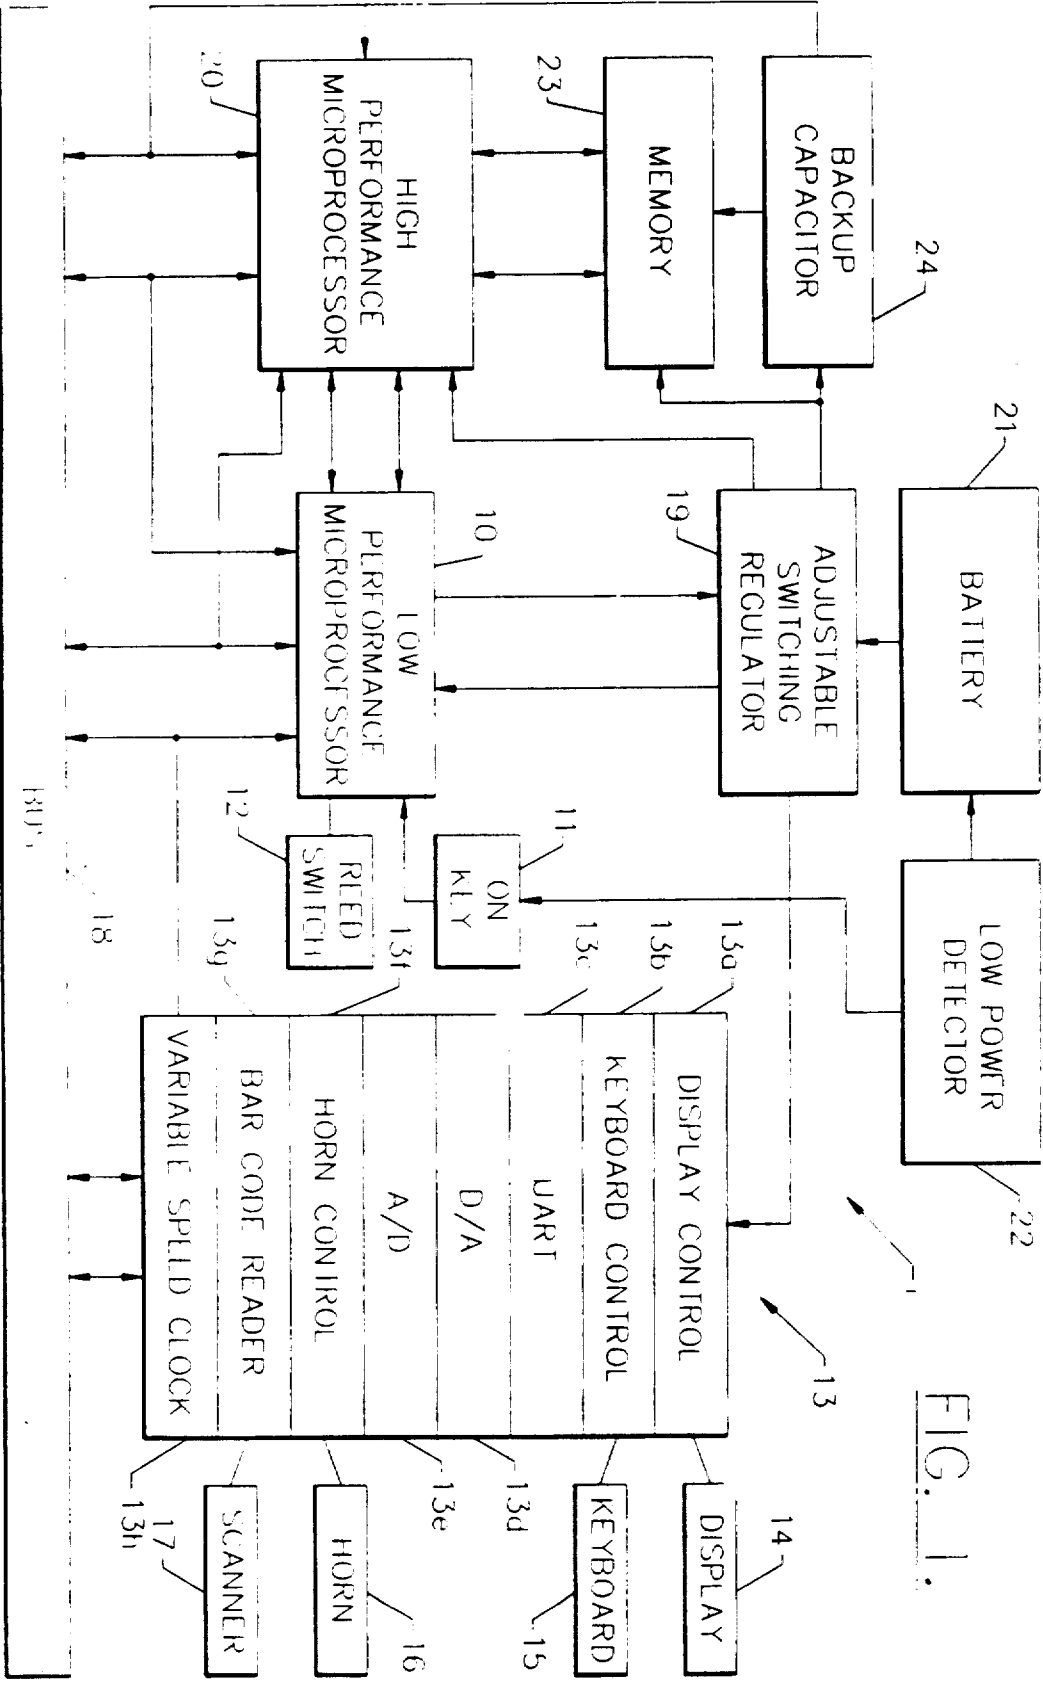 FIG. 1.
1
21
BATTERY
LOW POWER
DETECTOR
22
24
BACKUP
CAPACITOR
19
ADJUSTABLE
SWITCHING
REGULATOR
13
23
MEMORY
11
ON
KEY
10
LOW
PERFORMANCE
MICROPROCESSOR
12
REED
SWITCH
20
HIGH
PERFORMANCE
MICROPROCESSOR
13a
DISPLAY CONTROL
DISPLAY
14
13b
KEYBOARD CONTROL
KEYBOARD
15
13c
UART
D/A
13d
A/D
13e
13f
HORN CONTROL
HORN
16
13g
BAR CODE READER
SCANNER
17
VARIABLE SPEED CLOCK
13h
18
BUS